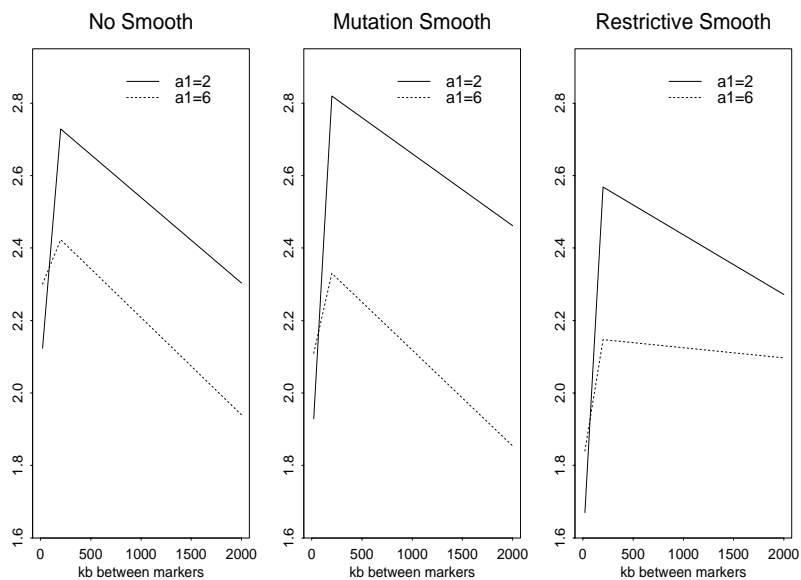 No Smooth
a1=2
a1=6
2.8
2.6
2.4
2.2
2.0
1.8
1.6
0 500 1000 1500 2000
kb between markers
Mutation Smooth
a1=2
a1=6
2.8
2.6
2.4
2.2
2.0
1.8
1.6
0 500 1000 1500 2000
kb between markers
Restrictive Smooth
a1=2
a1=6
2.8
2.6
2.4
2.2
2.0
1.8
1.6
0 500 1000 1500 2000
kb between markers